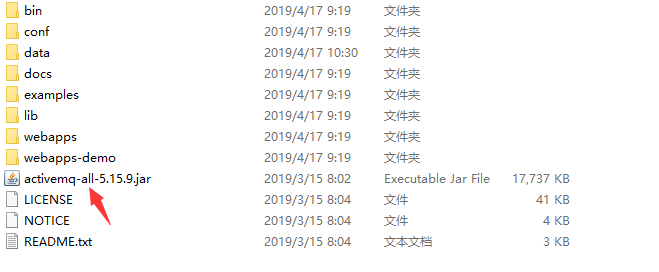 bin 2019/4/17 9:19 文件夹
conf 2019/4/17 9:19 文件夹
data 2019/4/17 10:30 文件夹
docs 2019/4/17 9:19 文件夹
examples 2019/4/17 9:19 文件夹
lib 2019/4/17 9:19 文件夹
webapps 2019/4/17 9:19 文件夹
webapps-demo 2019/4/17 9:19 文件夹
activemq-all-5.15.9.jar 2019/3/15 8:02 Executable Jar File 17,737 KB
LICENSE 2019/3/15 8:04 文件 41 KB
NOTICE 2019/3/15 8:04 文件 4 KB
README.txt 2019/3/15 8:04 文本文档 3 KB